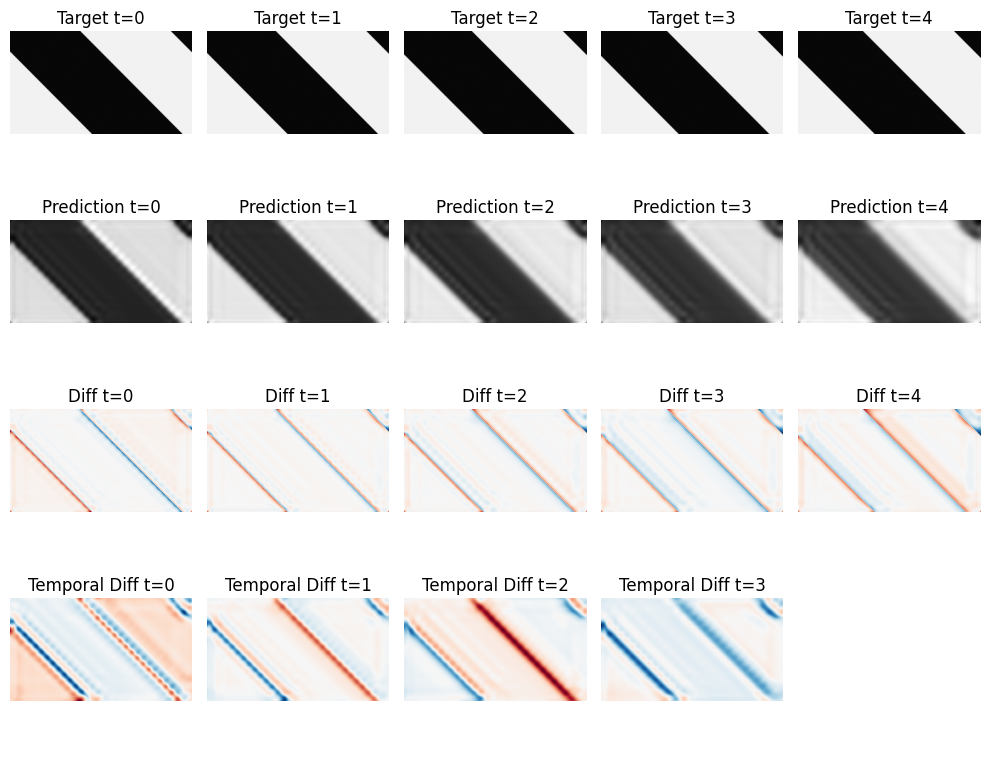 Target t=0 Target t=1 Target t=2 Target t=3 Target t=4
Prediction t=0 Prediction t=1 Prediction t=2 Prediction t=3 Prediction t=4
Diff t=0 Diff t=1 Diff t=2 Diff t=3 Diff t=4
Temporal Diff t=0 Temporal Diff t=1 Temporal Diff t=2 Temporal Diff t=3